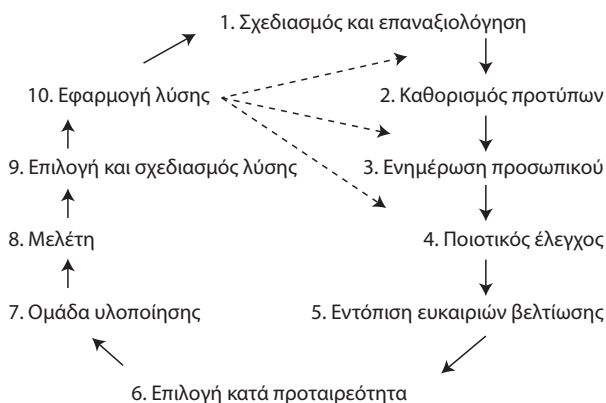 1. Σχεδιασμός και επαναξιολόγηση
10. Εφαρμογή λύσης
2. Καθορισμός προτύπων
9. Επιλογή και σχεδιασμός λύσης
3. Ενημέρωση προσωπικού
8. Μελέτη
4. Ποιοτικός έλεγχος
7. Ομάδα υλοποίησης
5. Εντόπιση ευκαιριών βελτίωσης
6. Επιλογή κατά προταιρεότητα